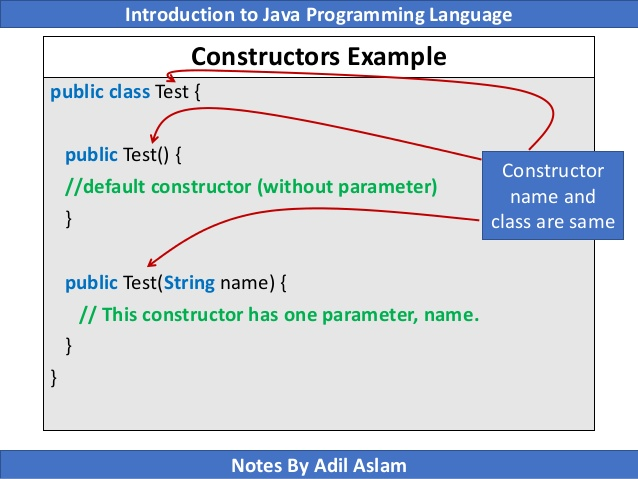 Introduction to Java Programming Language
Constructors Example
public class Test {
public Test() {
//default constructor (without parameter)
}
public Test(String name) {
// This constructor has one parameter, name.
}
}
Constructor
name and
class are same
Notes By Adil Aslam